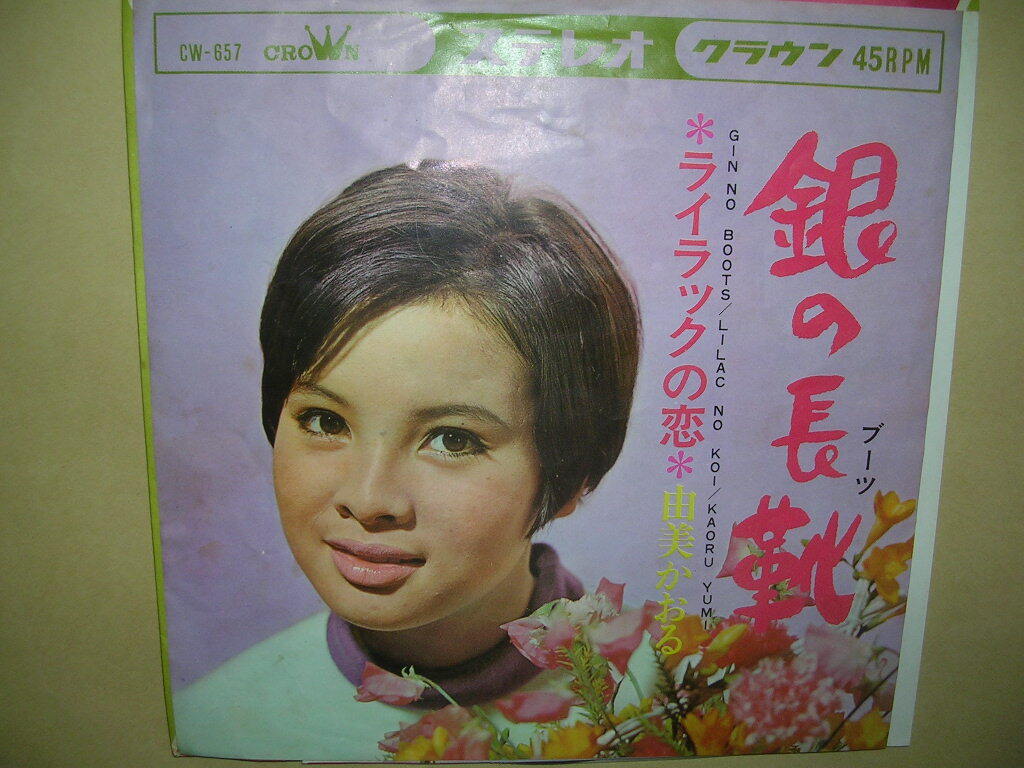 CW-657 CROWN ステレオ クラウン 45RPM
銀の長靴
ブーツ
GIN NO BOOTS/LILAC NO KOI/KAORU YUMI
*ライラックの恋*
由美かおる